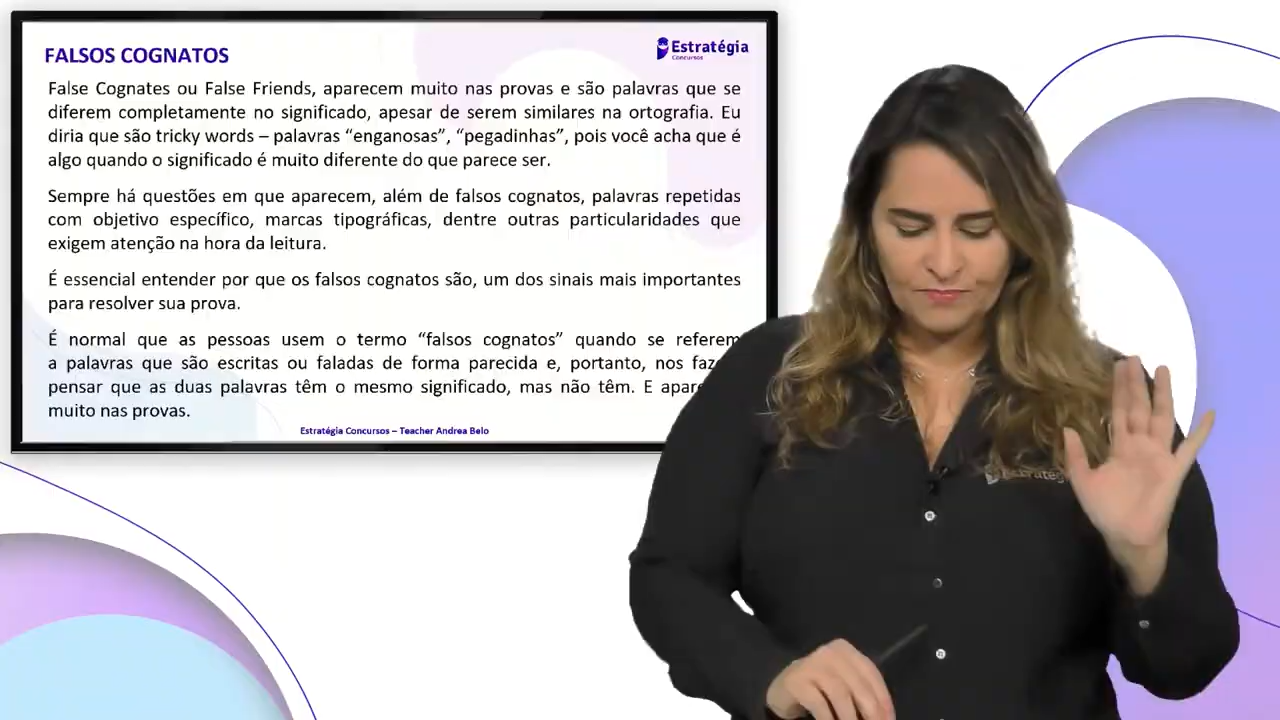 FALSOS COGNATOS
Estratégia
Concursos
False Cognates ou False Friends, aparecem muito nas provas e são palavras que se
diferem completamente no significado, apesar de serem similares na ortografia. Eu
diria que são tricky words – palavras “enganosas”, “pegadinhas”, pois você acha que é
algo quando o significado é muito diferente do que parece ser.
Sempre há questões em que aparecem, além de falsos cognatos, palavras repetidas
com objetivo específico, marcas tipográficas, dentre outras particularidades que
exigem atenção na hora da leitura.
É essencial entender por que os falsos cognatos são, um dos sinais mais importantes
para resolver sua prova.
É normal que as pessoas usem o termo “falsos cognatos” quando se referem
a palavras que são escritas ou faladas de forma parecida e, portanto, nos
pensar que as duas palavras têm o mesmo significado, mas não têm. E
muito nas provas.
Estratégia Concursos – Teacher Andrea Belo